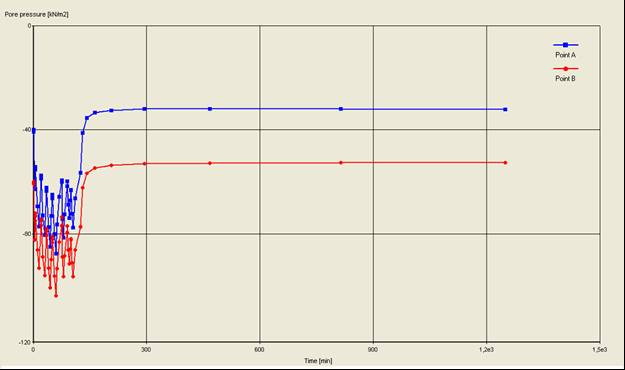 Pore pressure [kN/m2]
0
Point A
Point B
-40
-80
-120
0
300
600
900
1,2e3
1,5e3
Time [min]